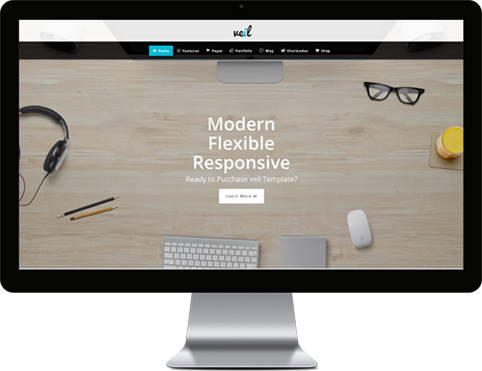 veil
Home Features Pages Portfolio Blog Shortcodes Shop
Modern
Flexible
Responsive
Ready to Purchase veil Template?
Learn More